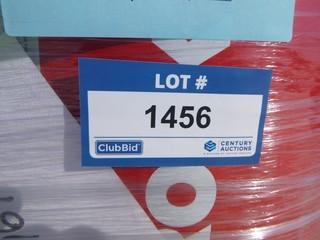 LOT #
1456
ClubBid
CENTURY
AUCTIONS